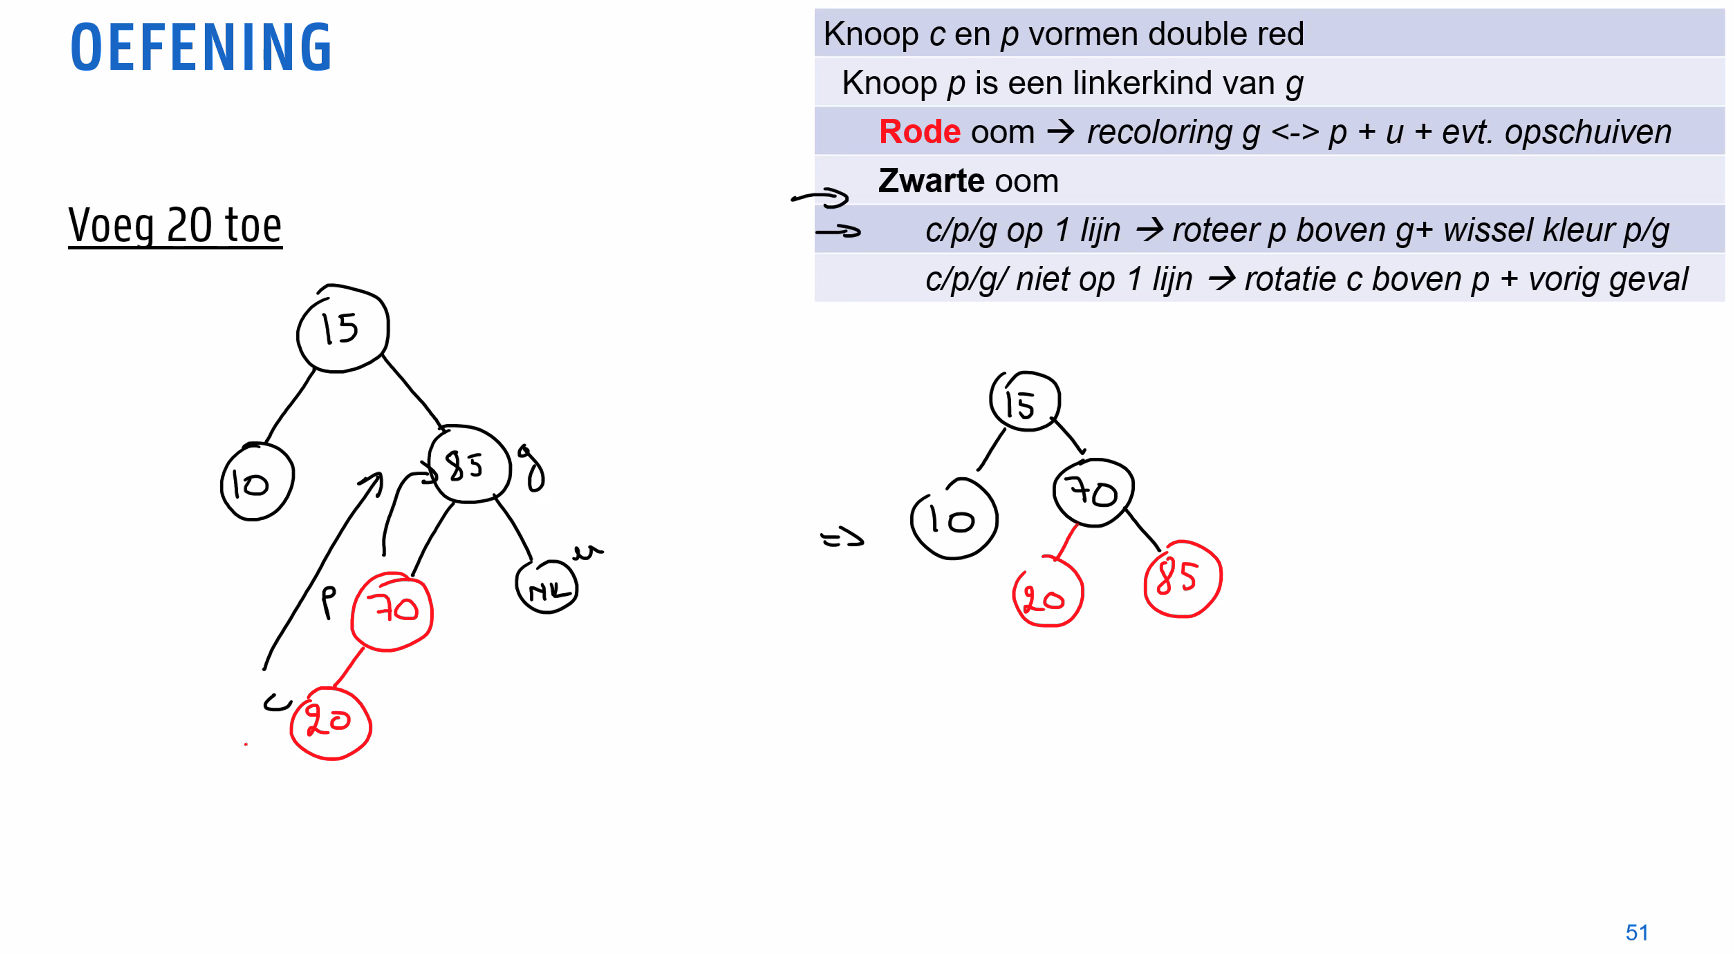 OEFENING
Knoop c en p vormen double red
Knoop p is een linkerkind van g
Rode oom → recoloring g <-> p + u + evt. opschuiven
Zwarte oom
c/p/g op 1 lijn → roteer p boven g+ wissel kleur p/g
c/p/g/ niet op 1 lijn → rotatie c boven p + vorig geval
Voeg 20 toe
15
10
85 g
p 70
u
c 20
=>
15
10
70
20
85
51